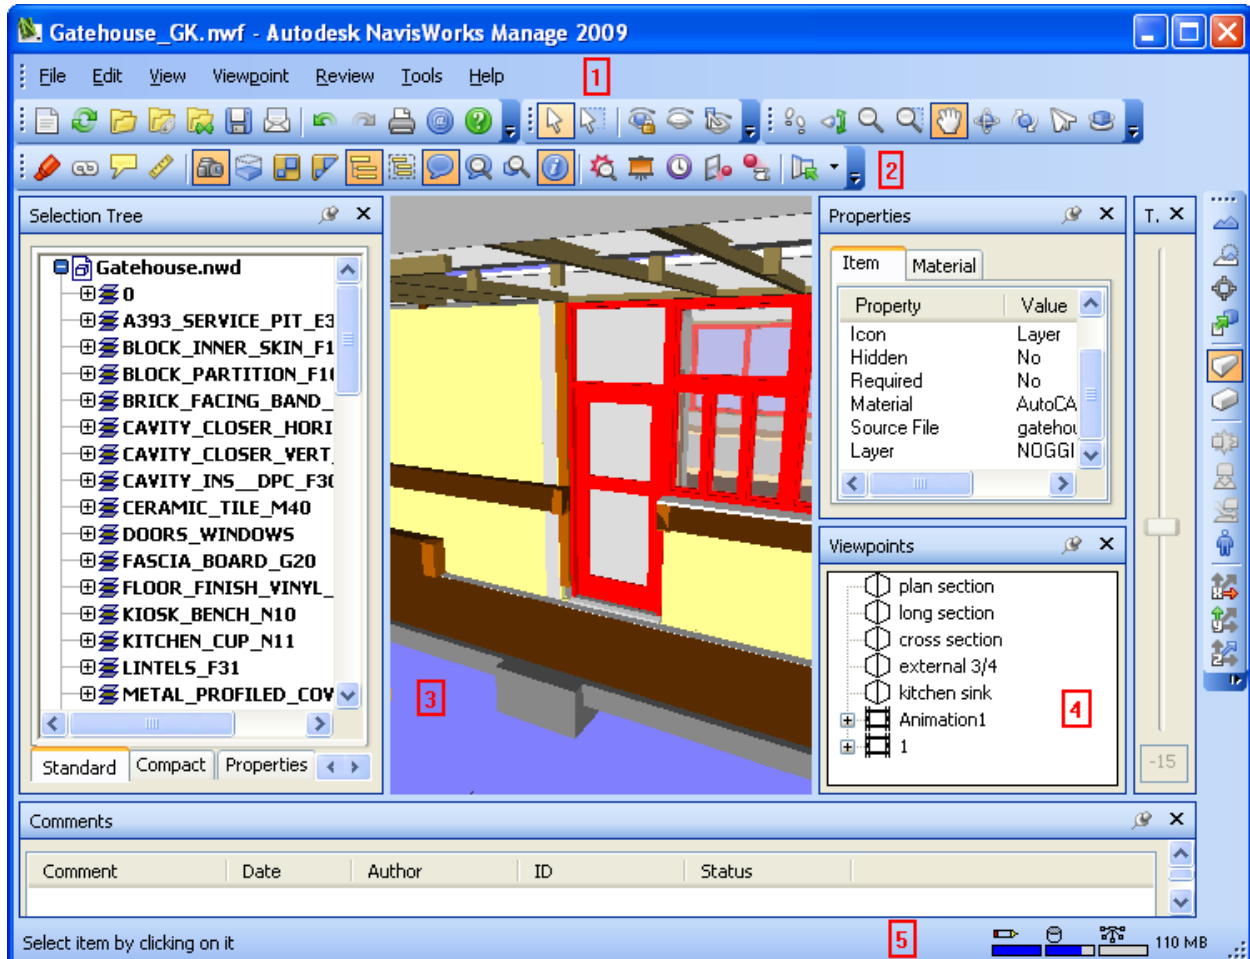 Gatehouse_GK.nwf - Autodesk NavisWorks Manage 2009
File Edit View Viewpoint Review Tools Help
1
2
Selection Tree
Gatehouse.nwd
0
A393_SERVICE_PIT_E3
BLOCK_INNER_SKIN_F1
BLOCK_PARTITION_F1
BRICK_FACING_BAND_
CAVITY_CLOSER_HORI
CAVITY_CLOSER_VERT_
CAVITY_INS__DPC_F30
CERAMIC_TILE_M40
DOORS_WINDOWS
FASCIA_BOARD_G20
FLOOR_FINISH_VINYL_
KIOSK_BENCH_N10
KITCHEN_CUP_N11
LINTELS_F31
METAL_PROFILED_COV
Standard Compact Properties
3
Properties
Item Material
Property Value
Icon Layer
Hidden No
Required No
Material AutoCA
Source File gatehou
Layer NOGGI
T.
-15
Viewpoints
plan section
long section
cross section
external 3/4
kitchen sink
Animation1
1
4
Comments
Comment Date Author ID Status
Select item by clicking on it
5
110 MB